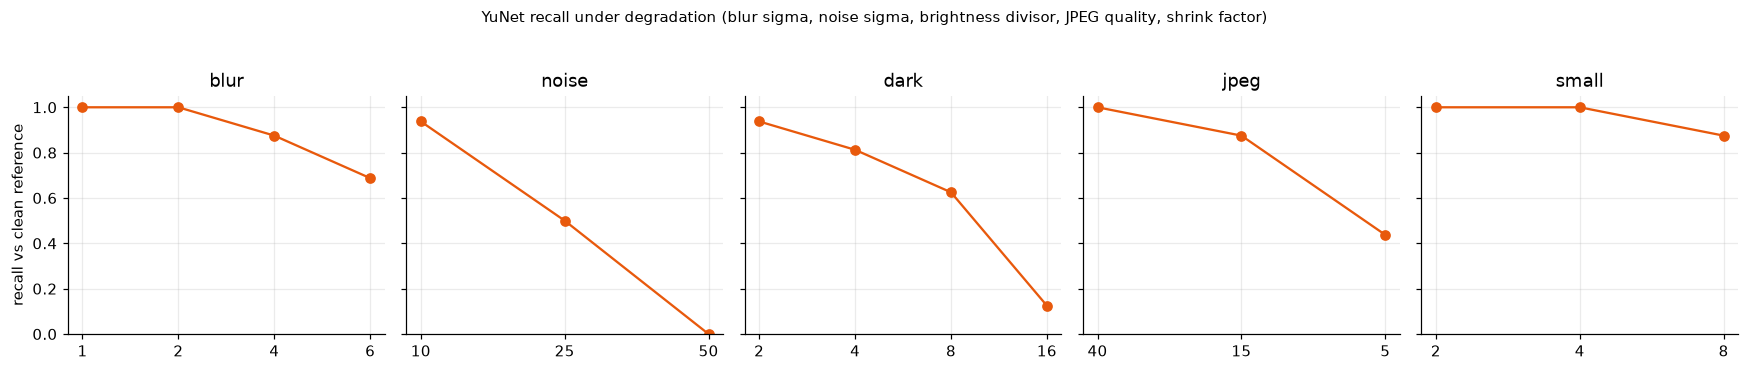 YuNet recall under degradation (blur sigma, noise sigma, brightness divisor, JPEG quality, shrink factor)
blur
noise
dark
jpeg
small
recall vs clean reference
1.0
0.8
0.6
0.4
0.2
0.0
1 2 4 6
10 25 50
2 4 8 16
40 15 5
2 4 8